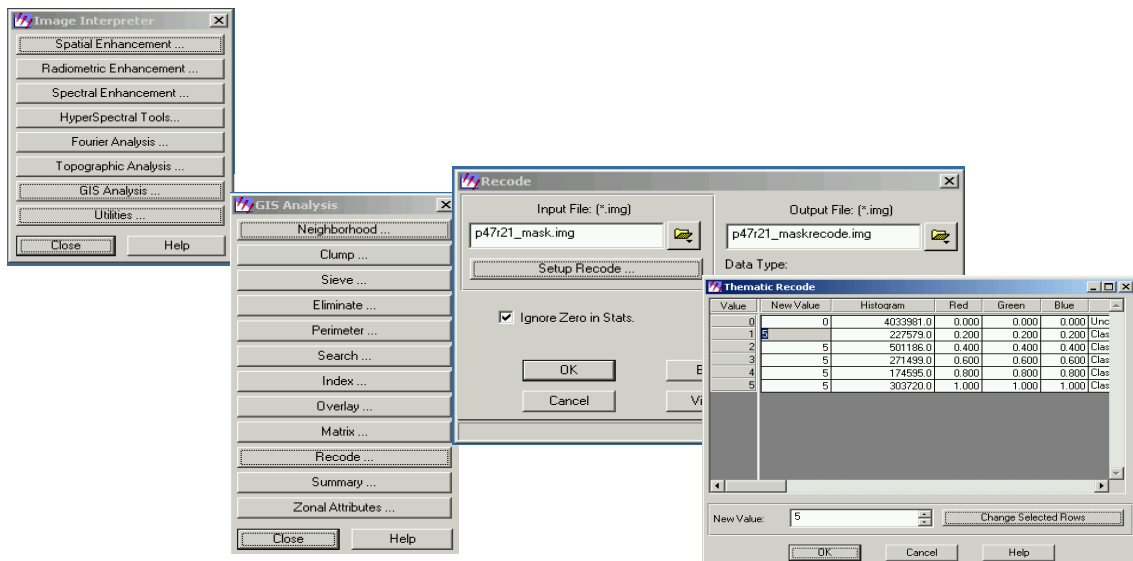 Image Interpreter
Spatial Enhancement ...
Radiometric Enhancement ...
Spectral Enhancement ...
HyperSpectral Tools...
Fourier Analysis ...
Topographic Analysis ...
GIS Analysis ...
Utilities ...
Close Help
GIS Analysis
Neighborhood ...
Clump ...
Sieve ...
Eliminate ...
Perimeter ...
Search ...
Index ...
Overlay ...
Matrix ...
Recode ...
Summary ...
Zonal Attributes ...
Close Help
Recode
Input File: (*.img) Output File: (*.img)
p47r21_mask.img p47r21_maskrecode.img
Setup Recode ... Data Type:
Ignore Zero in Stats.
OK
Cancel
Thematic Recode
Value New Value Histogram Red Green Blue
0 0 4033981.0 0.000 0.000 0.000 Unc
1 5 227579.0 0.200 0.200 0.200 Clas
2 5 501186.0 0.400 0.400 0.400 Clas
3 5 271499.0 0.600 0.600 0.600 Clas
4 5 174595.0 0.800 0.800 0.800 Clas
5 5 303720.0 1.000 1.000 1.000 Clas
New Value: 5 Change Selected Rows
OK Cancel Help